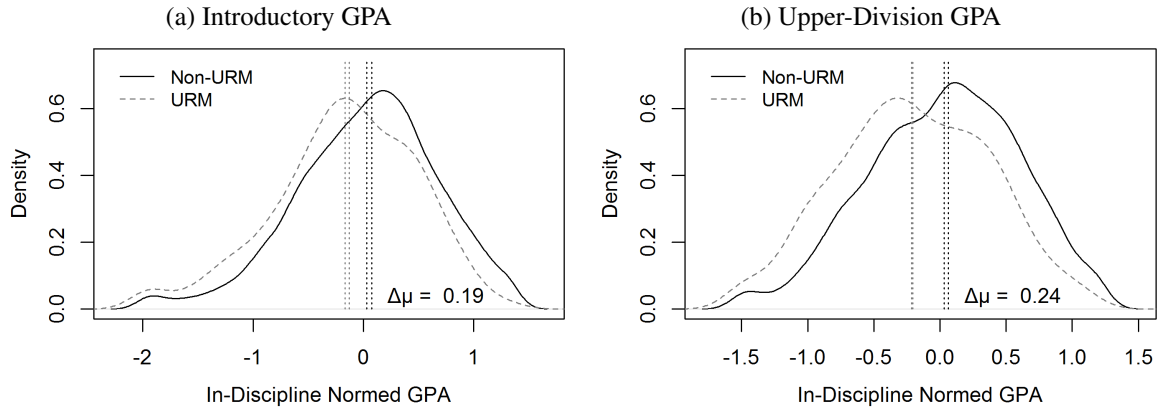 (a) Introductory GPA
Non-URM
URM
Density
0.0
0.2
0.4
0.6
Δμ = 0.19
-2
-1
0
1
In-Discipline Normed GPA
(b) Upper-Division GPA
Non-URM
URM
Density
0.0
0.2
0.4
0.6
Δμ = 0.24
-1.5
-1.0
-0.5
0.0
0.5
1.0
1.5
In-Discipline Normed GPA